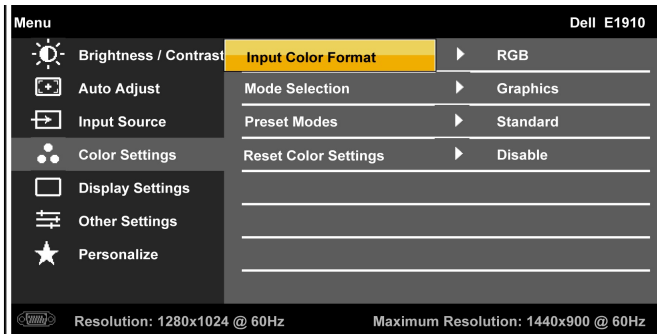 Menu Dell E1910
Brightness / Contrast Input Color Format RGB
Auto Adjust Mode Selection Graphics
Input Source Preset Modes Standard
Color Settings Reset Color Settings Disable
Display Settings
Other Settings
Personalize
Resolution: 1280x1024 @ 60Hz Maximum Resolution: 1440x900 @ 60Hz